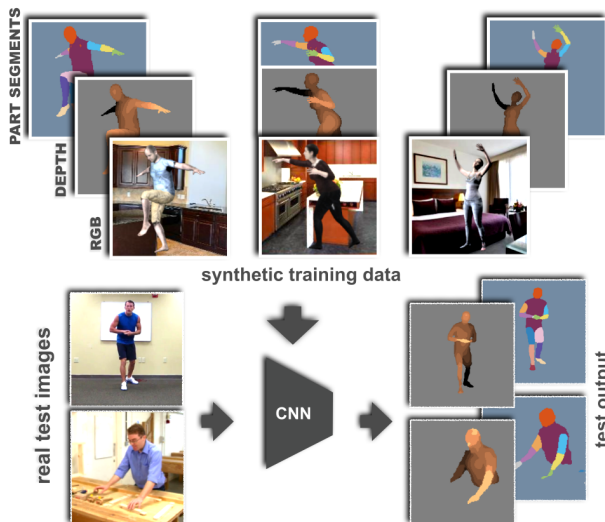 PART SEGMENTS
DEPTH
RGB
synthetic training data
real test images
CNN
test output